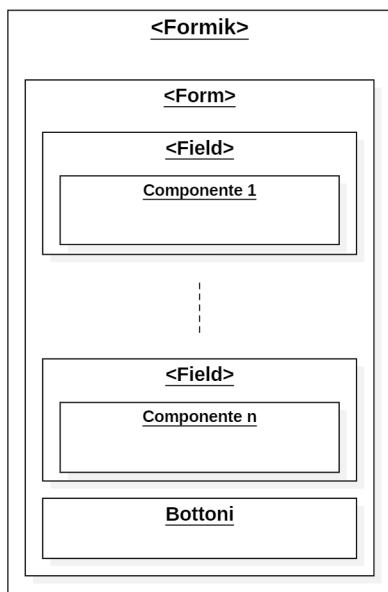 <Formik>
<Form>
<Field>
Componente 1
<Field>
Componente n
Bottoni